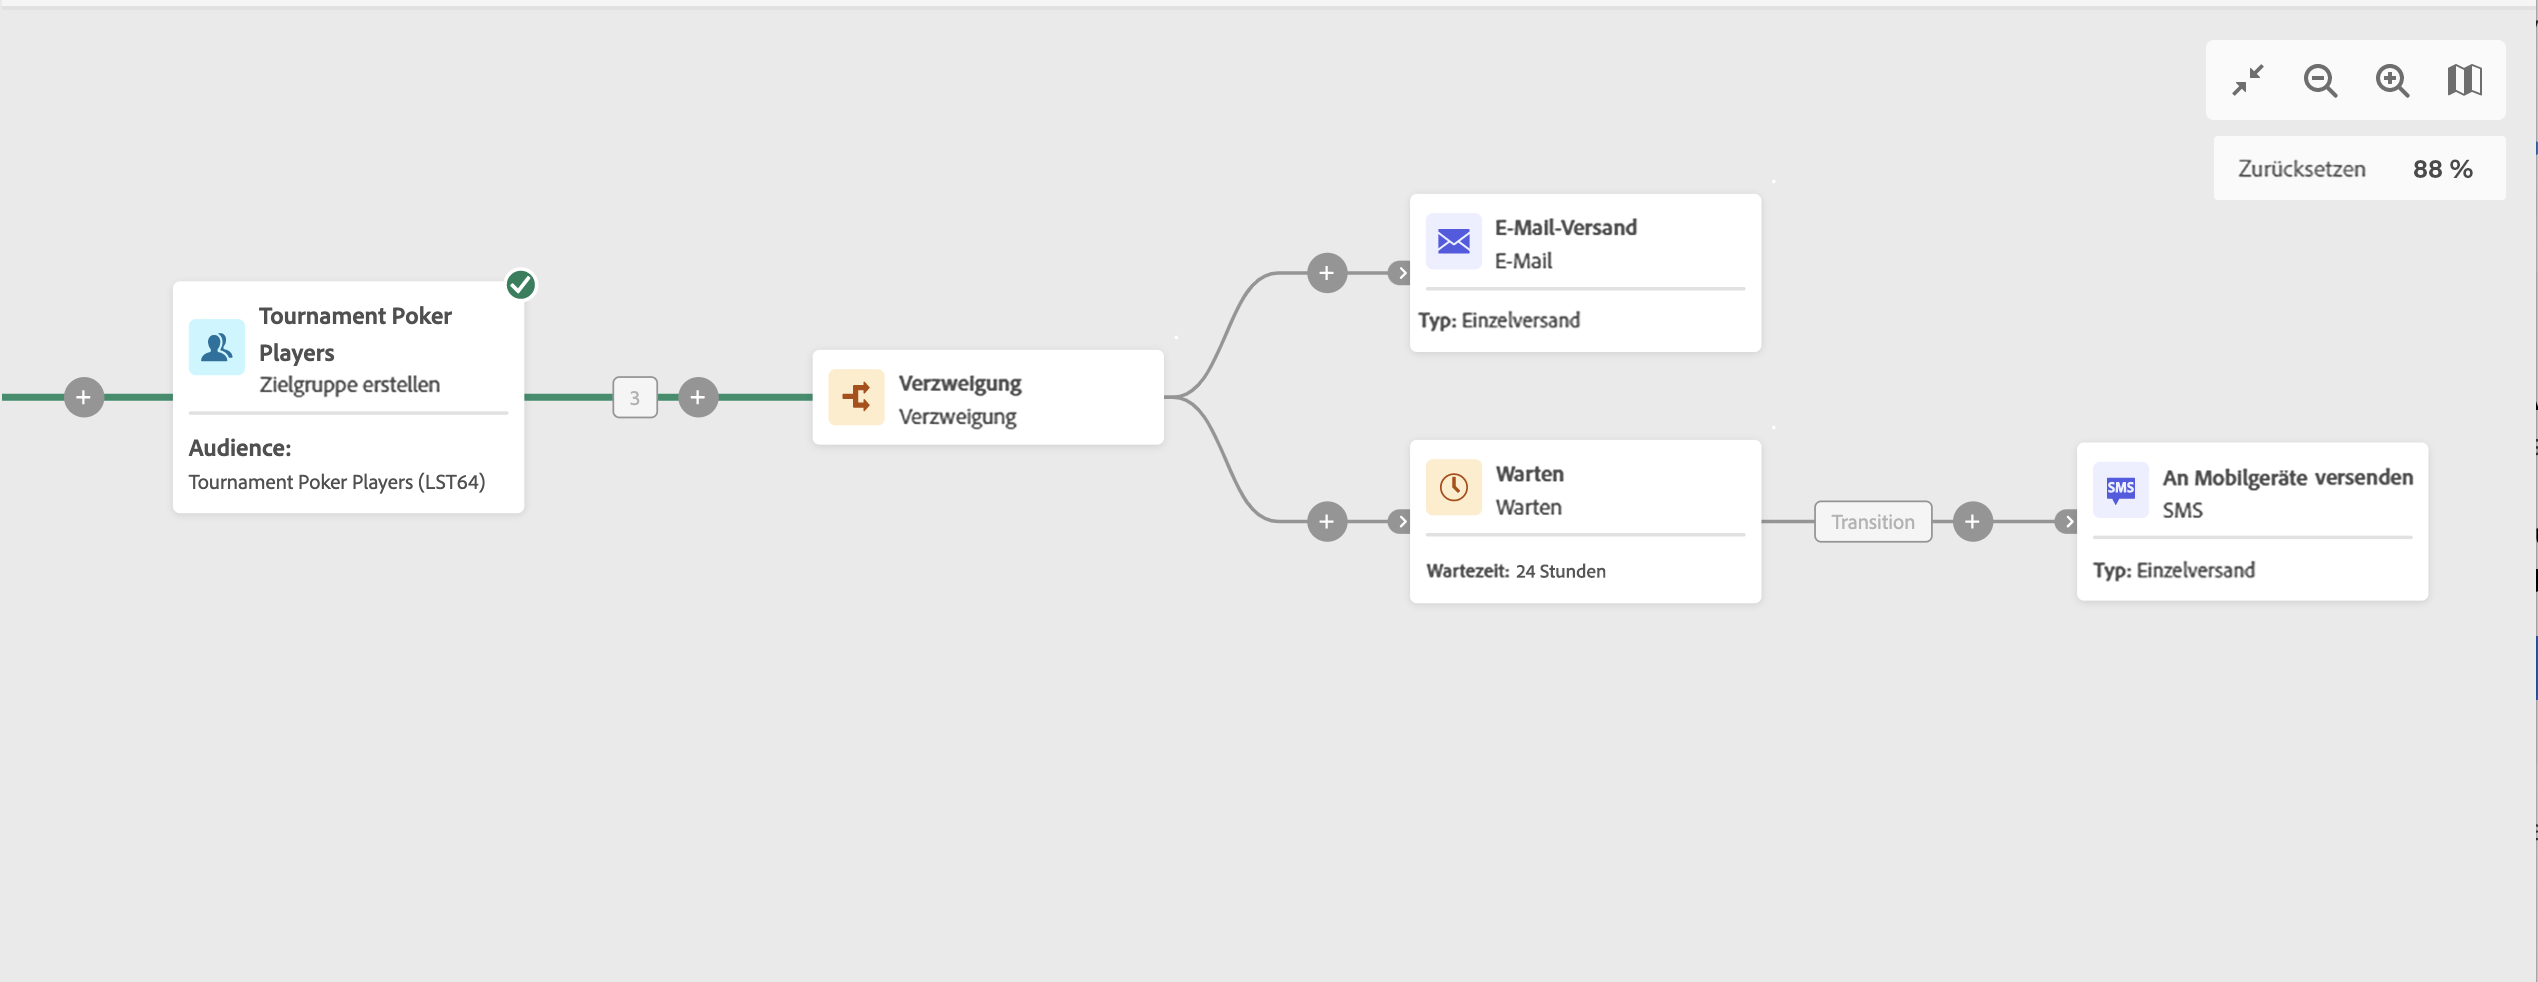 Zurücksetzen 88 %
Tournament Poker
Players
Zielgruppe erstellen
Audience:
Tournament Poker Players (LST64)
3
Verzweigung
Verzweigung
E-Mail-Versand
E-Mail
Typ: Einzelversand
Warten
Warten
Wartezeit: 24 Stunden
Transition
SMS
An Mobilgeräte versenden
SMS
Typ: Einzelversand